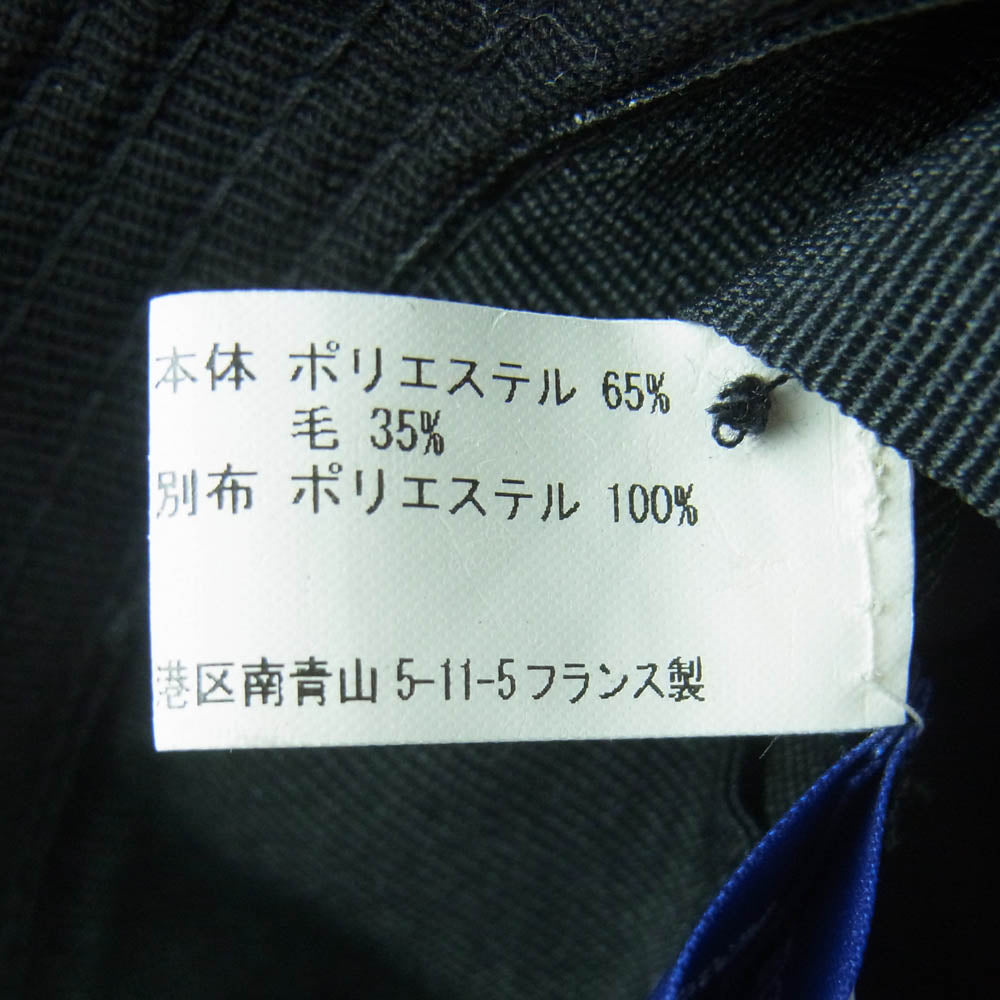 本体 ポリエステル 65%
毛 35%
別布 ポリエステル 100%
港区南青山 5-11-5フランス製